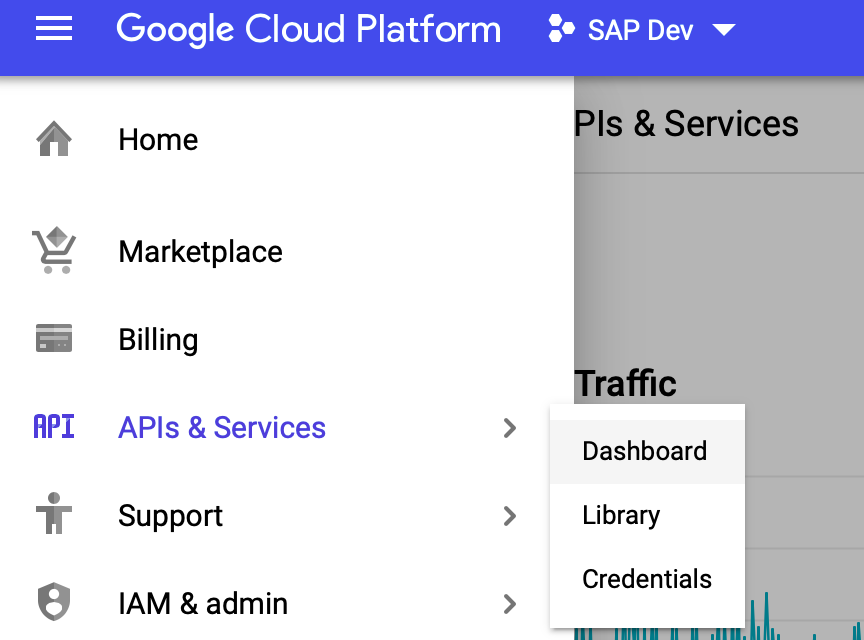 Google Cloud Platform SAP Dev
Home
PIs & Services
Marketplace
Billing
Traffic
API APIs & Services
Dashboard
Support
Library
Credentials
IAM & admin